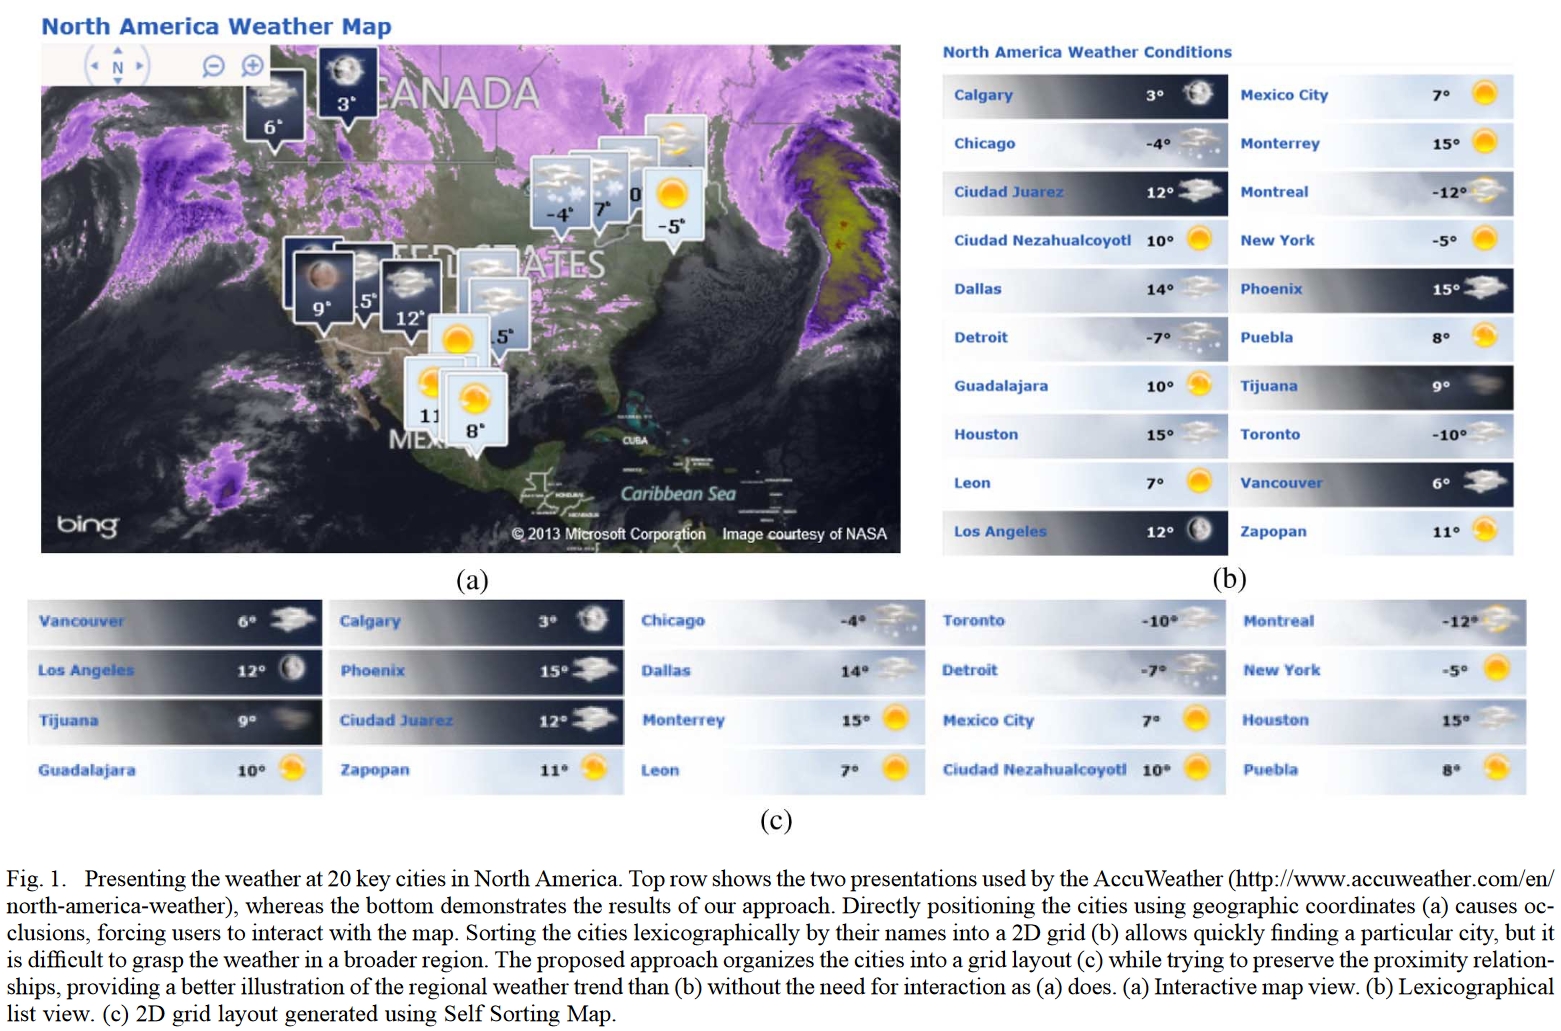 North America Weather Map
N
CANADA
3°
6°
-4°
7°
0
-5°
UNITED STATES
9°
15°
12°
15°
11
8°
MEX
CUBA
Caribbean Sea
bing
© 2013 Microsoft Corporation Image courtesy of NASA
(a)
North America Weather Conditions
Calgary 3° Mexico City 7°
Chicago -4° Monterrey 15°
Ciudad Juarez 12° Montreal -12°
Ciudad Nezahualcoyotl 10° New York -5°
Dallas 14° Phoenix 15°
Detroit -7° Puebla 8°
Guadalajara 10° Tijuana 9°
Houston 15° Toronto -10°
Leon 7° Vancouver 6°
Los Angeles 12° Zapopan 11°
(b)
Vancouver 6° Calgary 3° Chicago -4° Toronto -10° Montreal -12°
Los Angeles 12° Phoenix 15° Dallas 14° Detroit -7° New York -5°
Tijuana 9° Ciudad Juarez 12° Monterrey 15° Mexico City 7° Houston 15°
Guadalajara 10° Zapopan 11° Leon 7° Ciudad Nezahualcoyotl 10° Puebla 8°
(c)
Fig. 1. Presenting the weather at 20 key cities in North America. Top row shows the two presentations used by the AccuWeather (http://www.accuweather.com/en/
north-america-weather), whereas the bottom demonstrates the results of our approach. Directly positioning the cities using geographic coordinates (a) causes oc-
clusions, forcing users to interact with the map. Sorting the cities lexicographically by their names into a 2D grid (b) allows quickly finding a particular city, but it
is difficult to grasp the weather in a broader region. The proposed approach organizes the cities into a grid layout (c) while trying to preserve the proximity relation-
ships, providing a better illustration of the regional weather trend than (b) without the need for interaction as (a) does. (a) Interactive map view. (b) Lexicographical
list view. (c) 2D grid layout generated using Self Sorting Map.